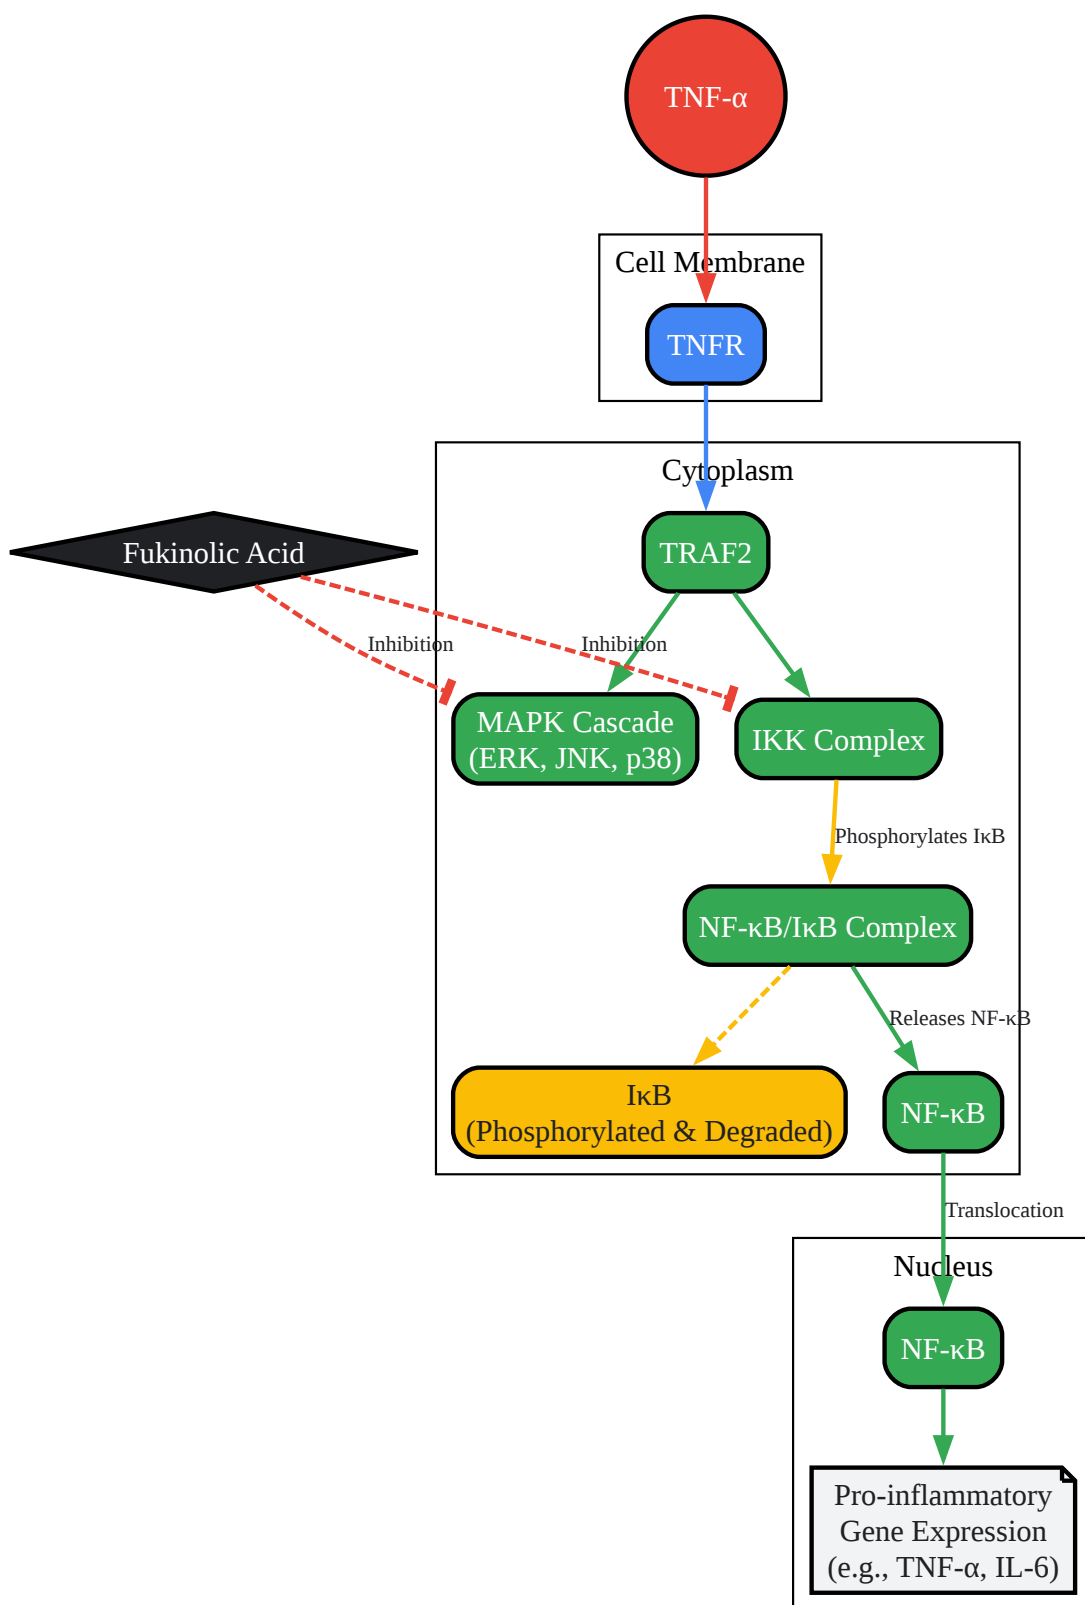 TNF-α
Cell Membrane
TNFR
Cytoplasm
Fukinolic Acid
TRAF2
Inhibition
Inhibition
MAPK Cascade
(ERK, JNK, p38)
IKK Complex
Phosphorylates IκB
NF-κB/IκB Complex
Releases NF-κB
IκB
(Phosphorylated & Degraded)
NF-κB
Translocation
Nucleus
NF-κB
Pro-inflammatory
Gene Expression
(e.g., TNF-α, IL-6)